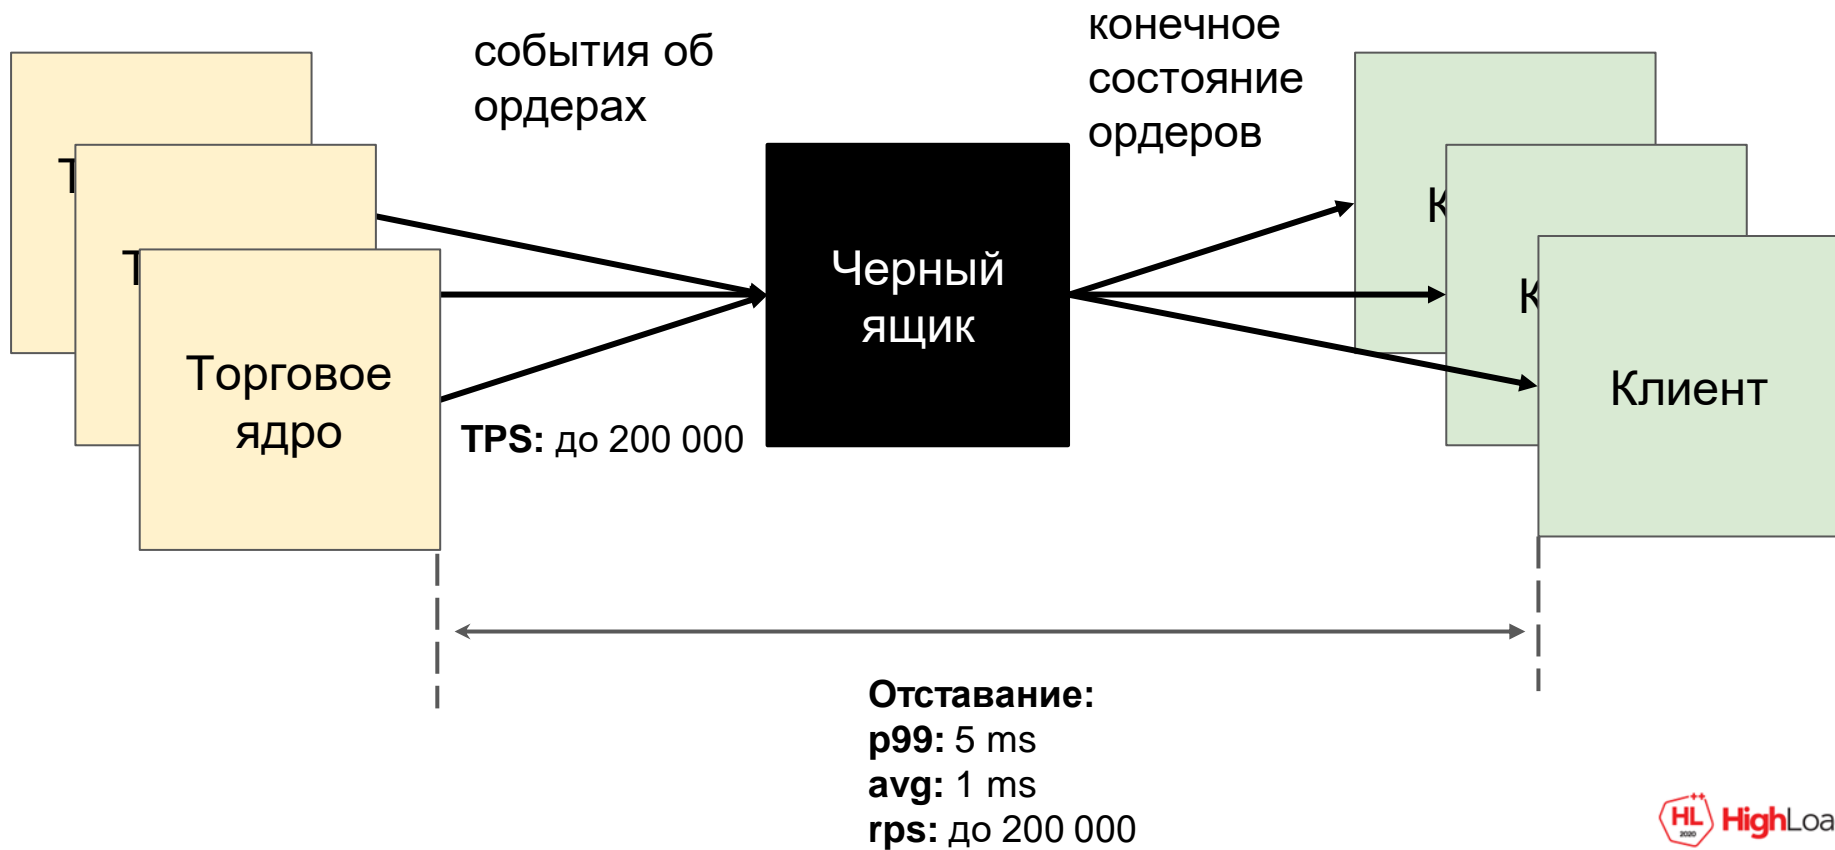 события об
ордерах
конечное
состояние
ордеров
Т
Т
Торговое
ядро
TPS: до 200 000
Черный
ящик
К
К
Клиент
Отставание:
p99: 5 ms
avg: 1 ms
rps: до 200 000
HL
2020
HighLoa